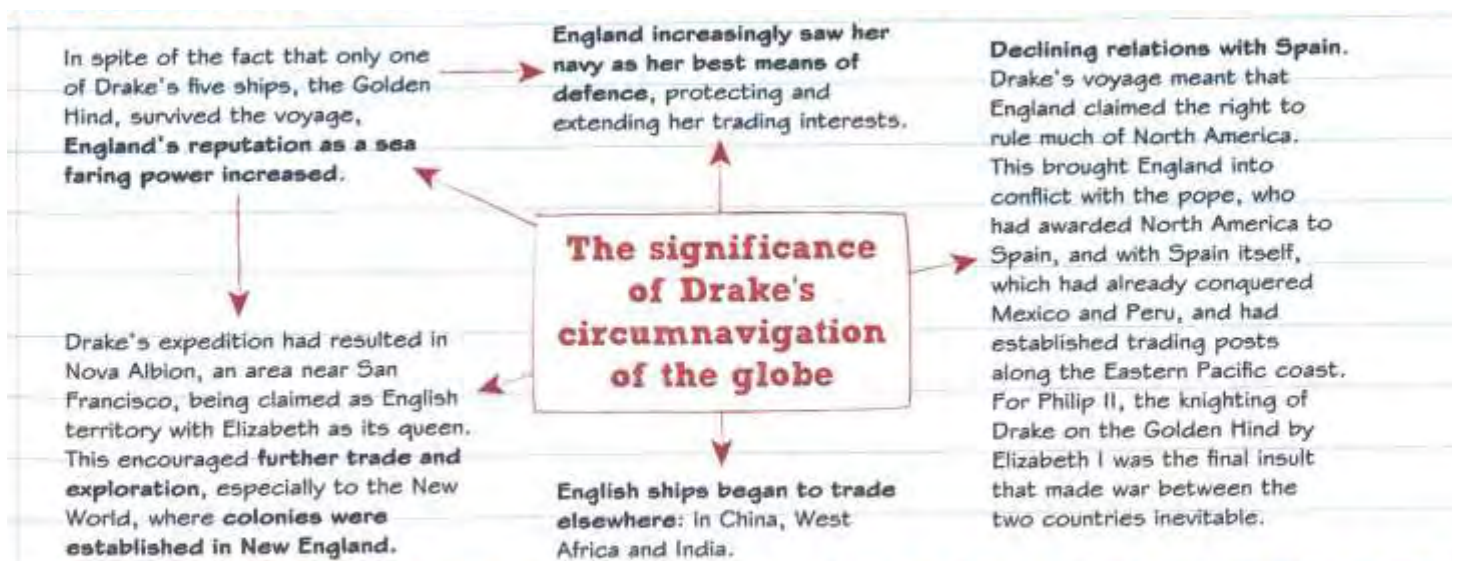 In spite of the fact that only one
of Drake's five ships, the Golden
Hind, survived the voyage,
England's reputation as a sea
faring power increased.
England increasingly saw her
navy as her best means of
defence, protecting and
extending her trading interests.
Declining relations with Spain.
Drake's voyage meant that
England claimed the right to
rule much of North America.
This brought England into
conflict with the pope, who
had awarded North America to
Spain, and with Spain itself,
which had already conquered
Mexico and Peru, and had
established trading posts
along the Eastern Pacific coast.
For Philip II, the knighting of
Drake on the Golden Hind by
Elizabeth I was the final insult
that made war between the
two countries inevitable.
The significance
of Drake's
circumnavigation
of the globe
Drake's expedition had resulted in
Nova Albion, an area near San
Francisco, being claimed as English
territory with Elizabeth as its queen.
This encouraged further trade and
exploration, especially to the New
World, where colonies were
established in New England.
English ships began to trade
elsewhere: in China, West
Africa and India.